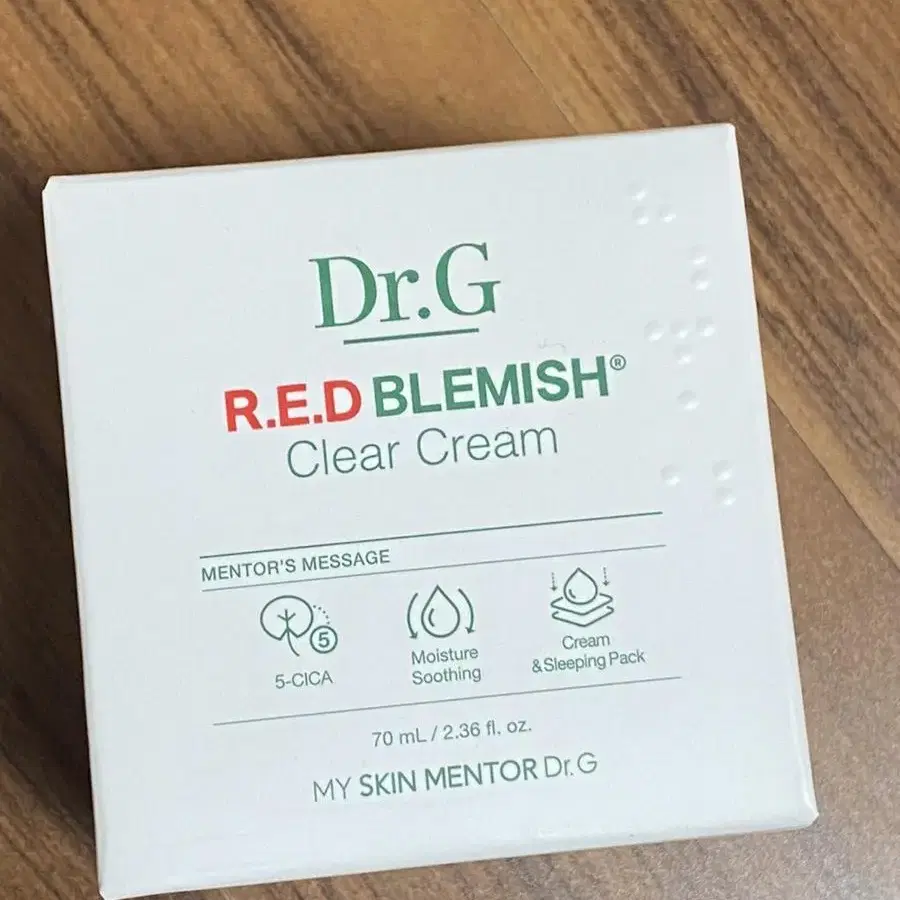 Dr.G
R.E.D BLEMISH®
Clear Cream
MENTOR'S MESSAGE
5
5-CICA
Moisture
Soothing
Cream
& Sleeping Pack
70 mL / 2.36 fl. oz.
MY SKIN MENTOR Dr.G